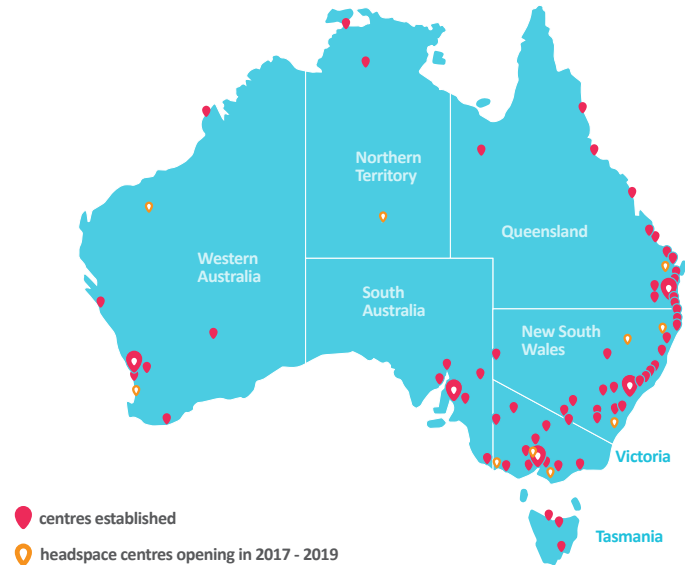 Northern
Territory
Queensland
Western
Australia
South
Australia
New South
Wales
Victoria
centres established
Tasmania
headspace centres opening in 2017 - 2019